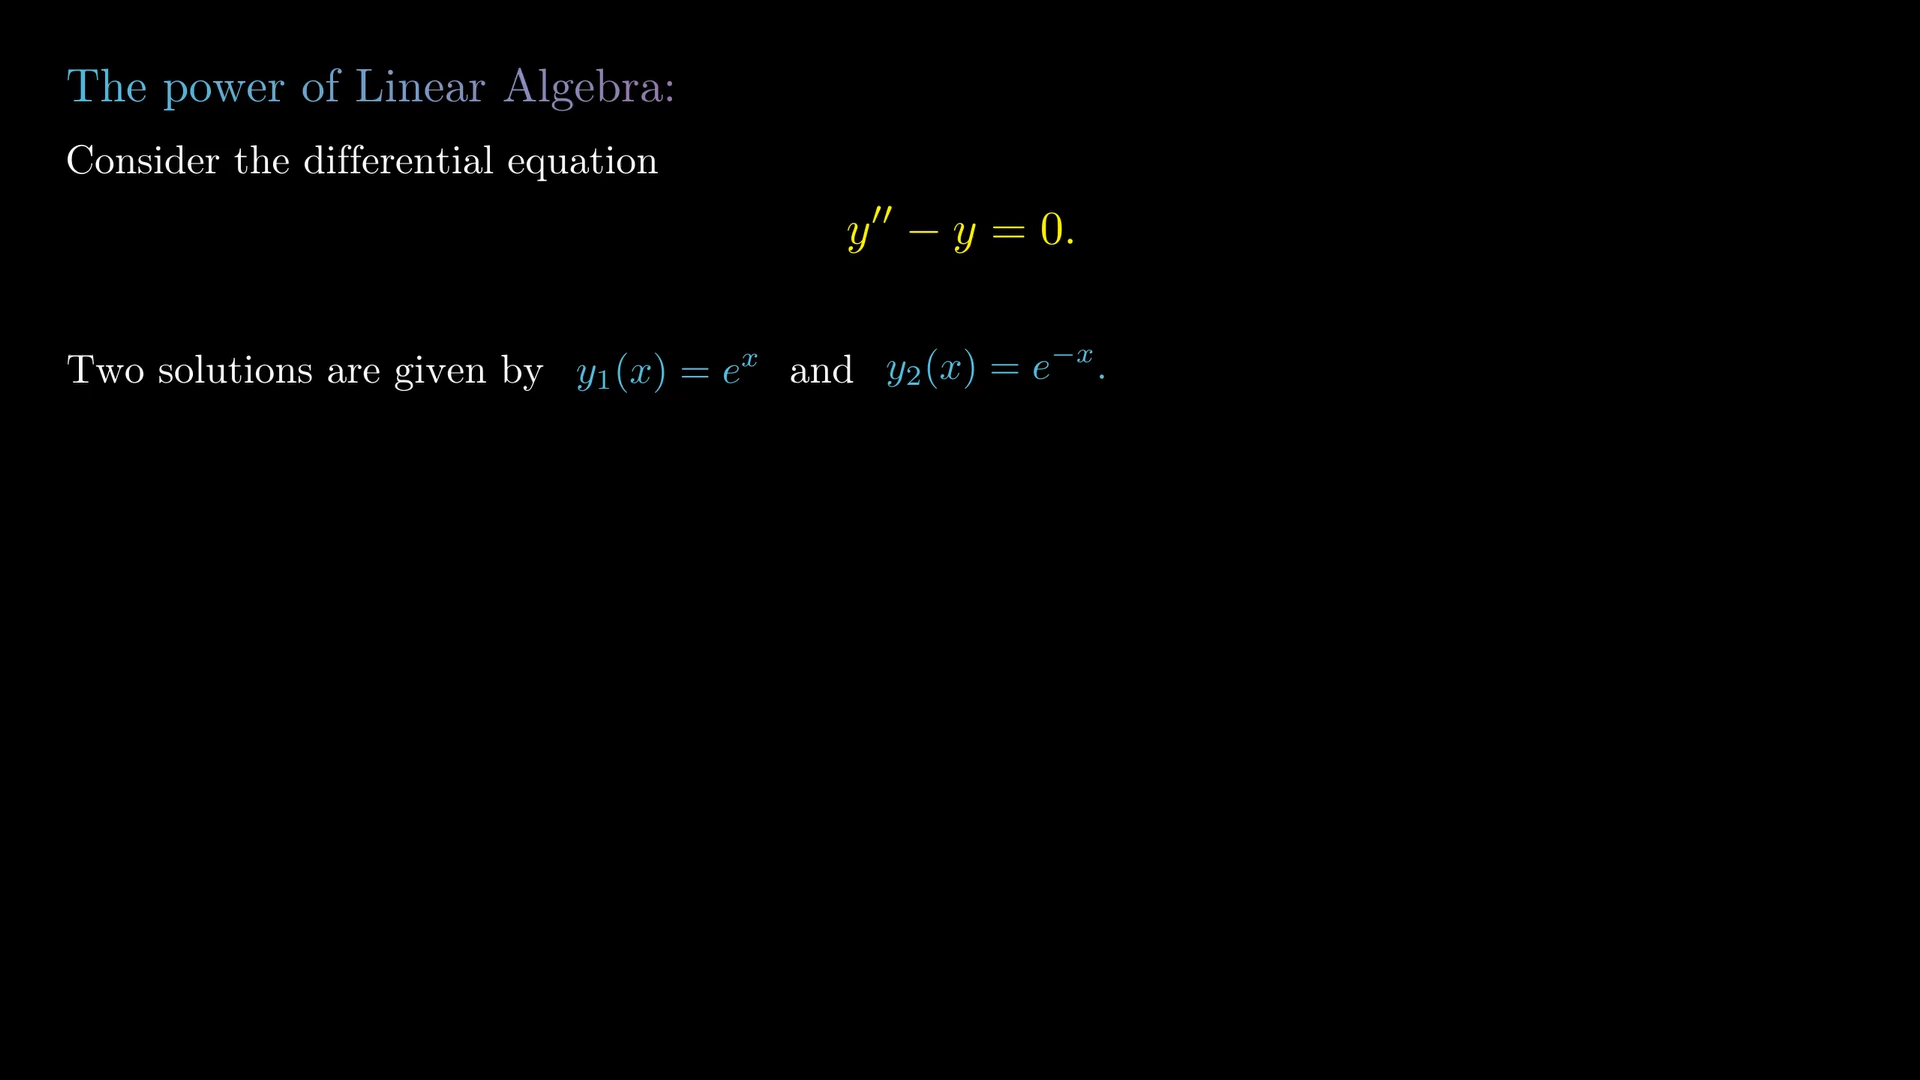 The power of Linear Algebra:
Consider the differential equation
y′′ − y = 0.
Two solutions are given by y₁(x) = eˣ and y₂(x) = e⁻ˣ.